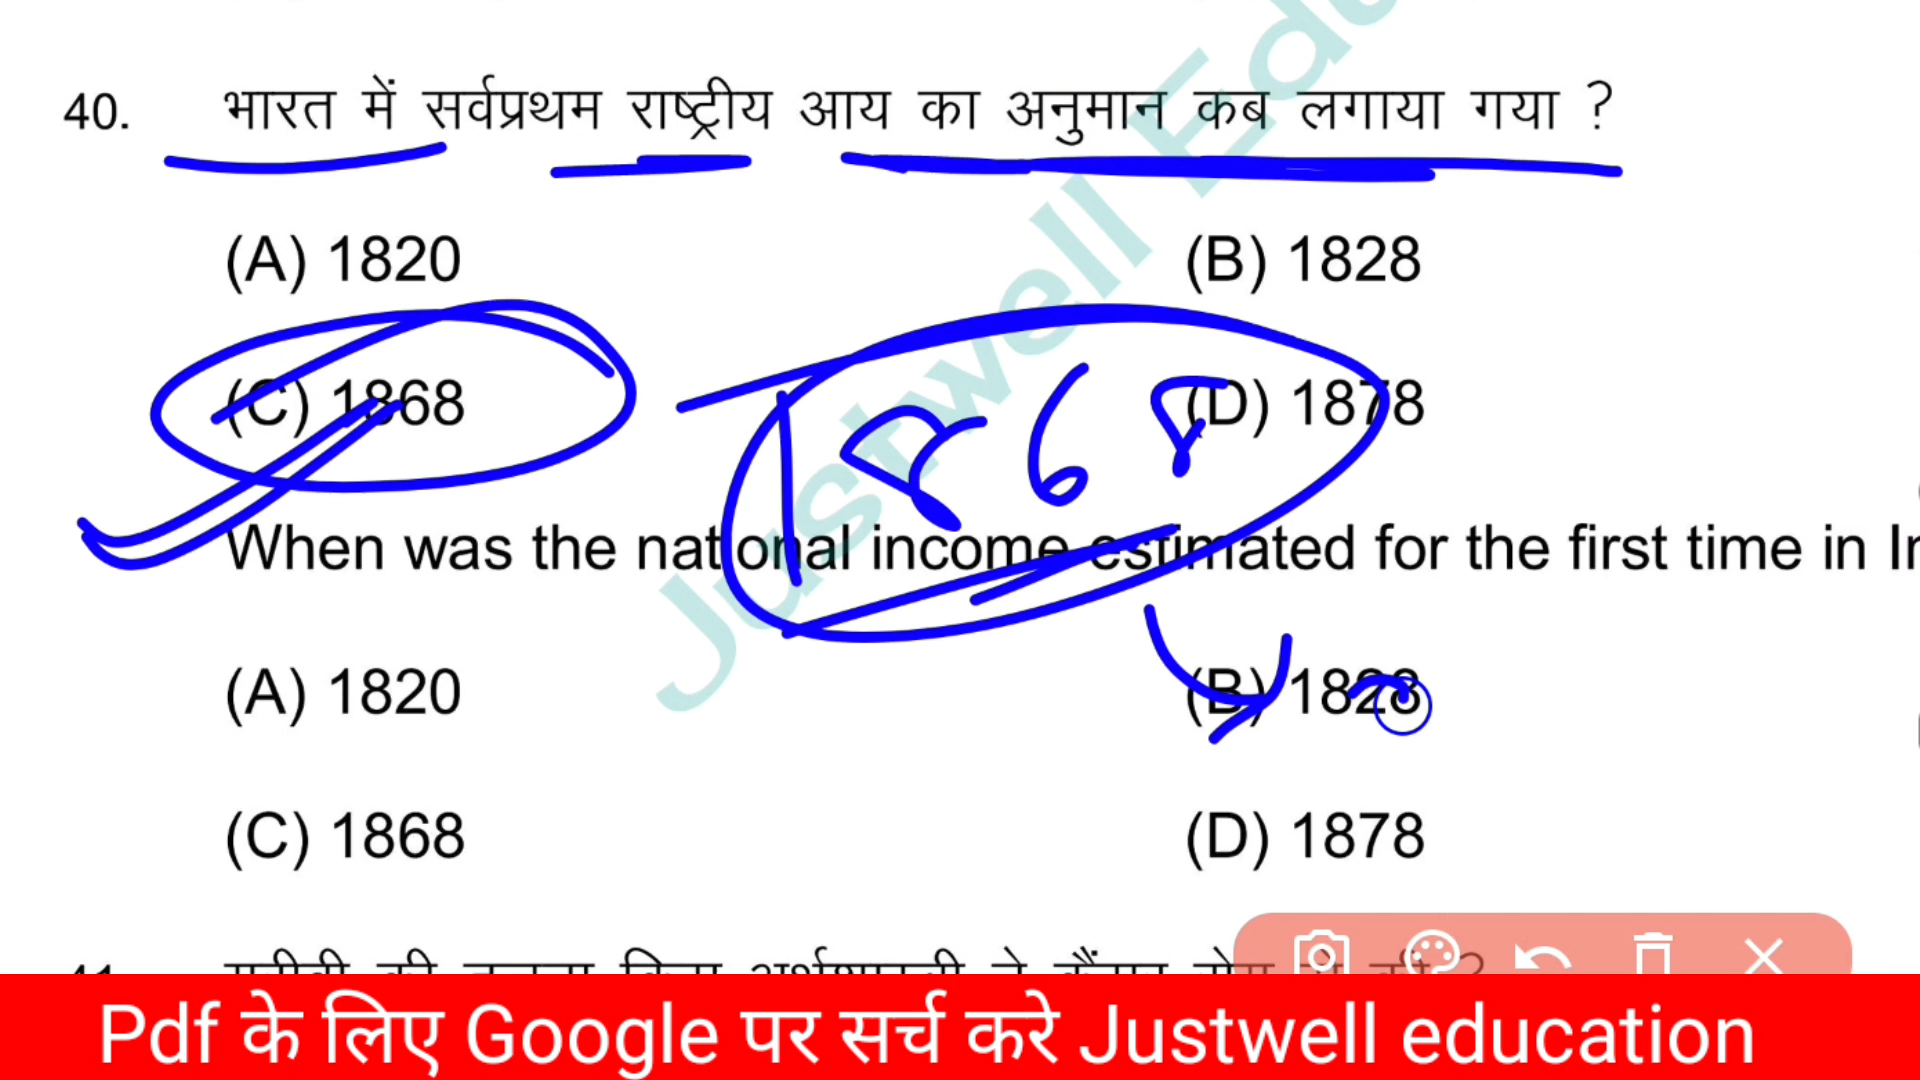 40. भारत में सर्वप्रथम राष्ट्रीय आय का अनुमान कब लगाया गया ?
(A) 1820 (B) 1828
(C) 1868 (D) 1878
1868
When was the national income estimated for the first time in
(A) 1820 (B) 1828
(C) 1868 (D) 1878
Justwell
Pdf के लिए Google पर सर्च करे Justwell education